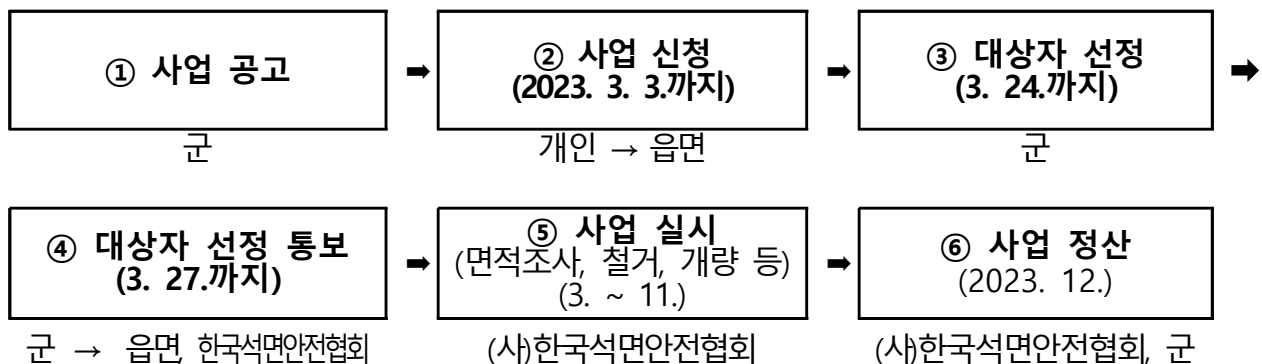 ① 사업 공고
➡
② 사업 신청
(2023. 3. 3.까지)
➡
③ 대상자 선정
(3. 24.까지)
➡
군
개인 → 읍면
군
④ 대상자 선정 통보
(3. 27.까지)
➡
⑤ 사업 실시
(면적조사, 철거, 개량 등)
(3. ~ 11.)
➡
⑥ 사업 정산
(2023. 12.)
군 → 읍면, 한국석면안전협회
(사)한국석면안전협회
(사)한국석면안전협회, 군